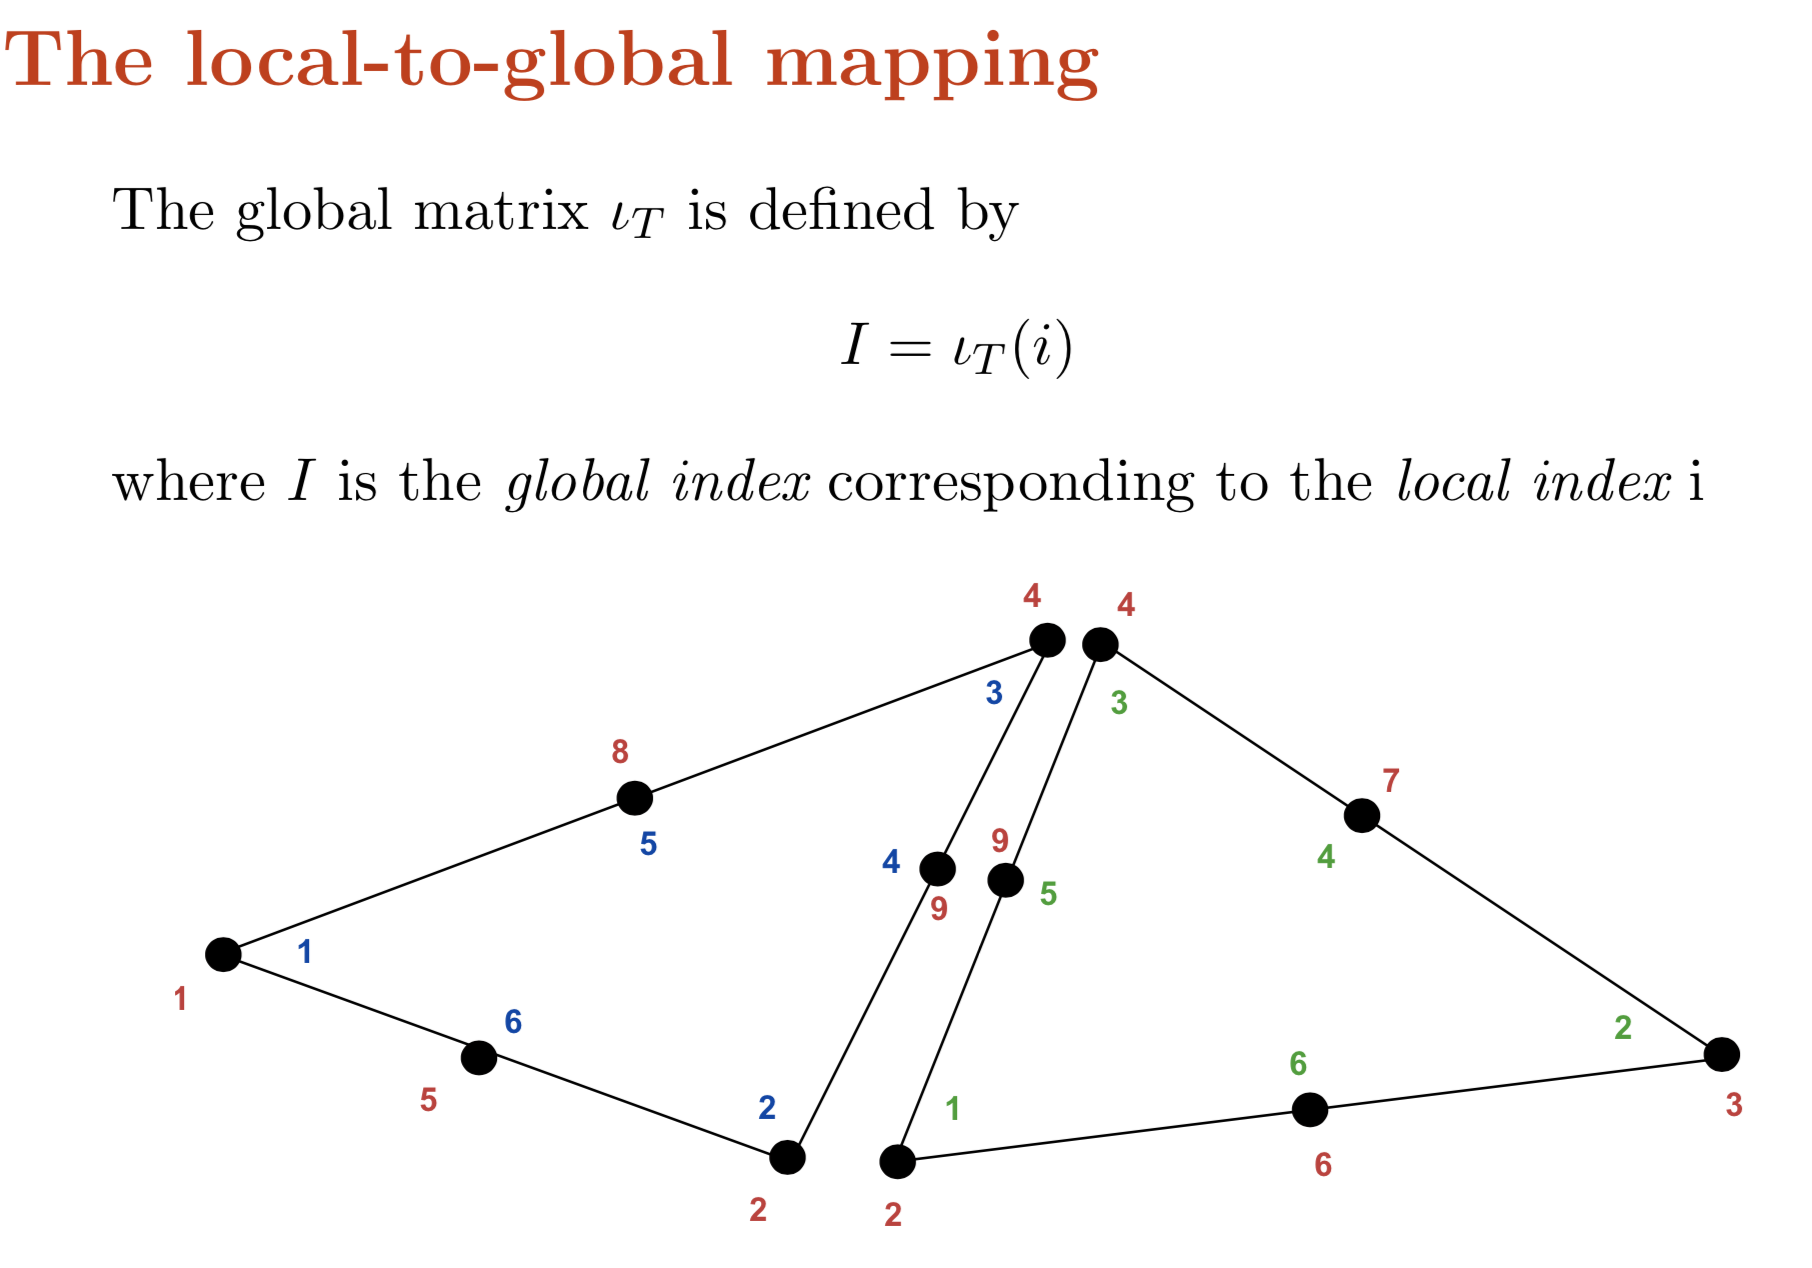 The local-to-global mapping
The global matrix ιT is defined by
I = ιT(i)
where I is the global index corresponding to the local index i
4 4
3 3
8 7
5 4
4 9 5
9
1 1
2
6 6
5 2 1 3
6
2 2